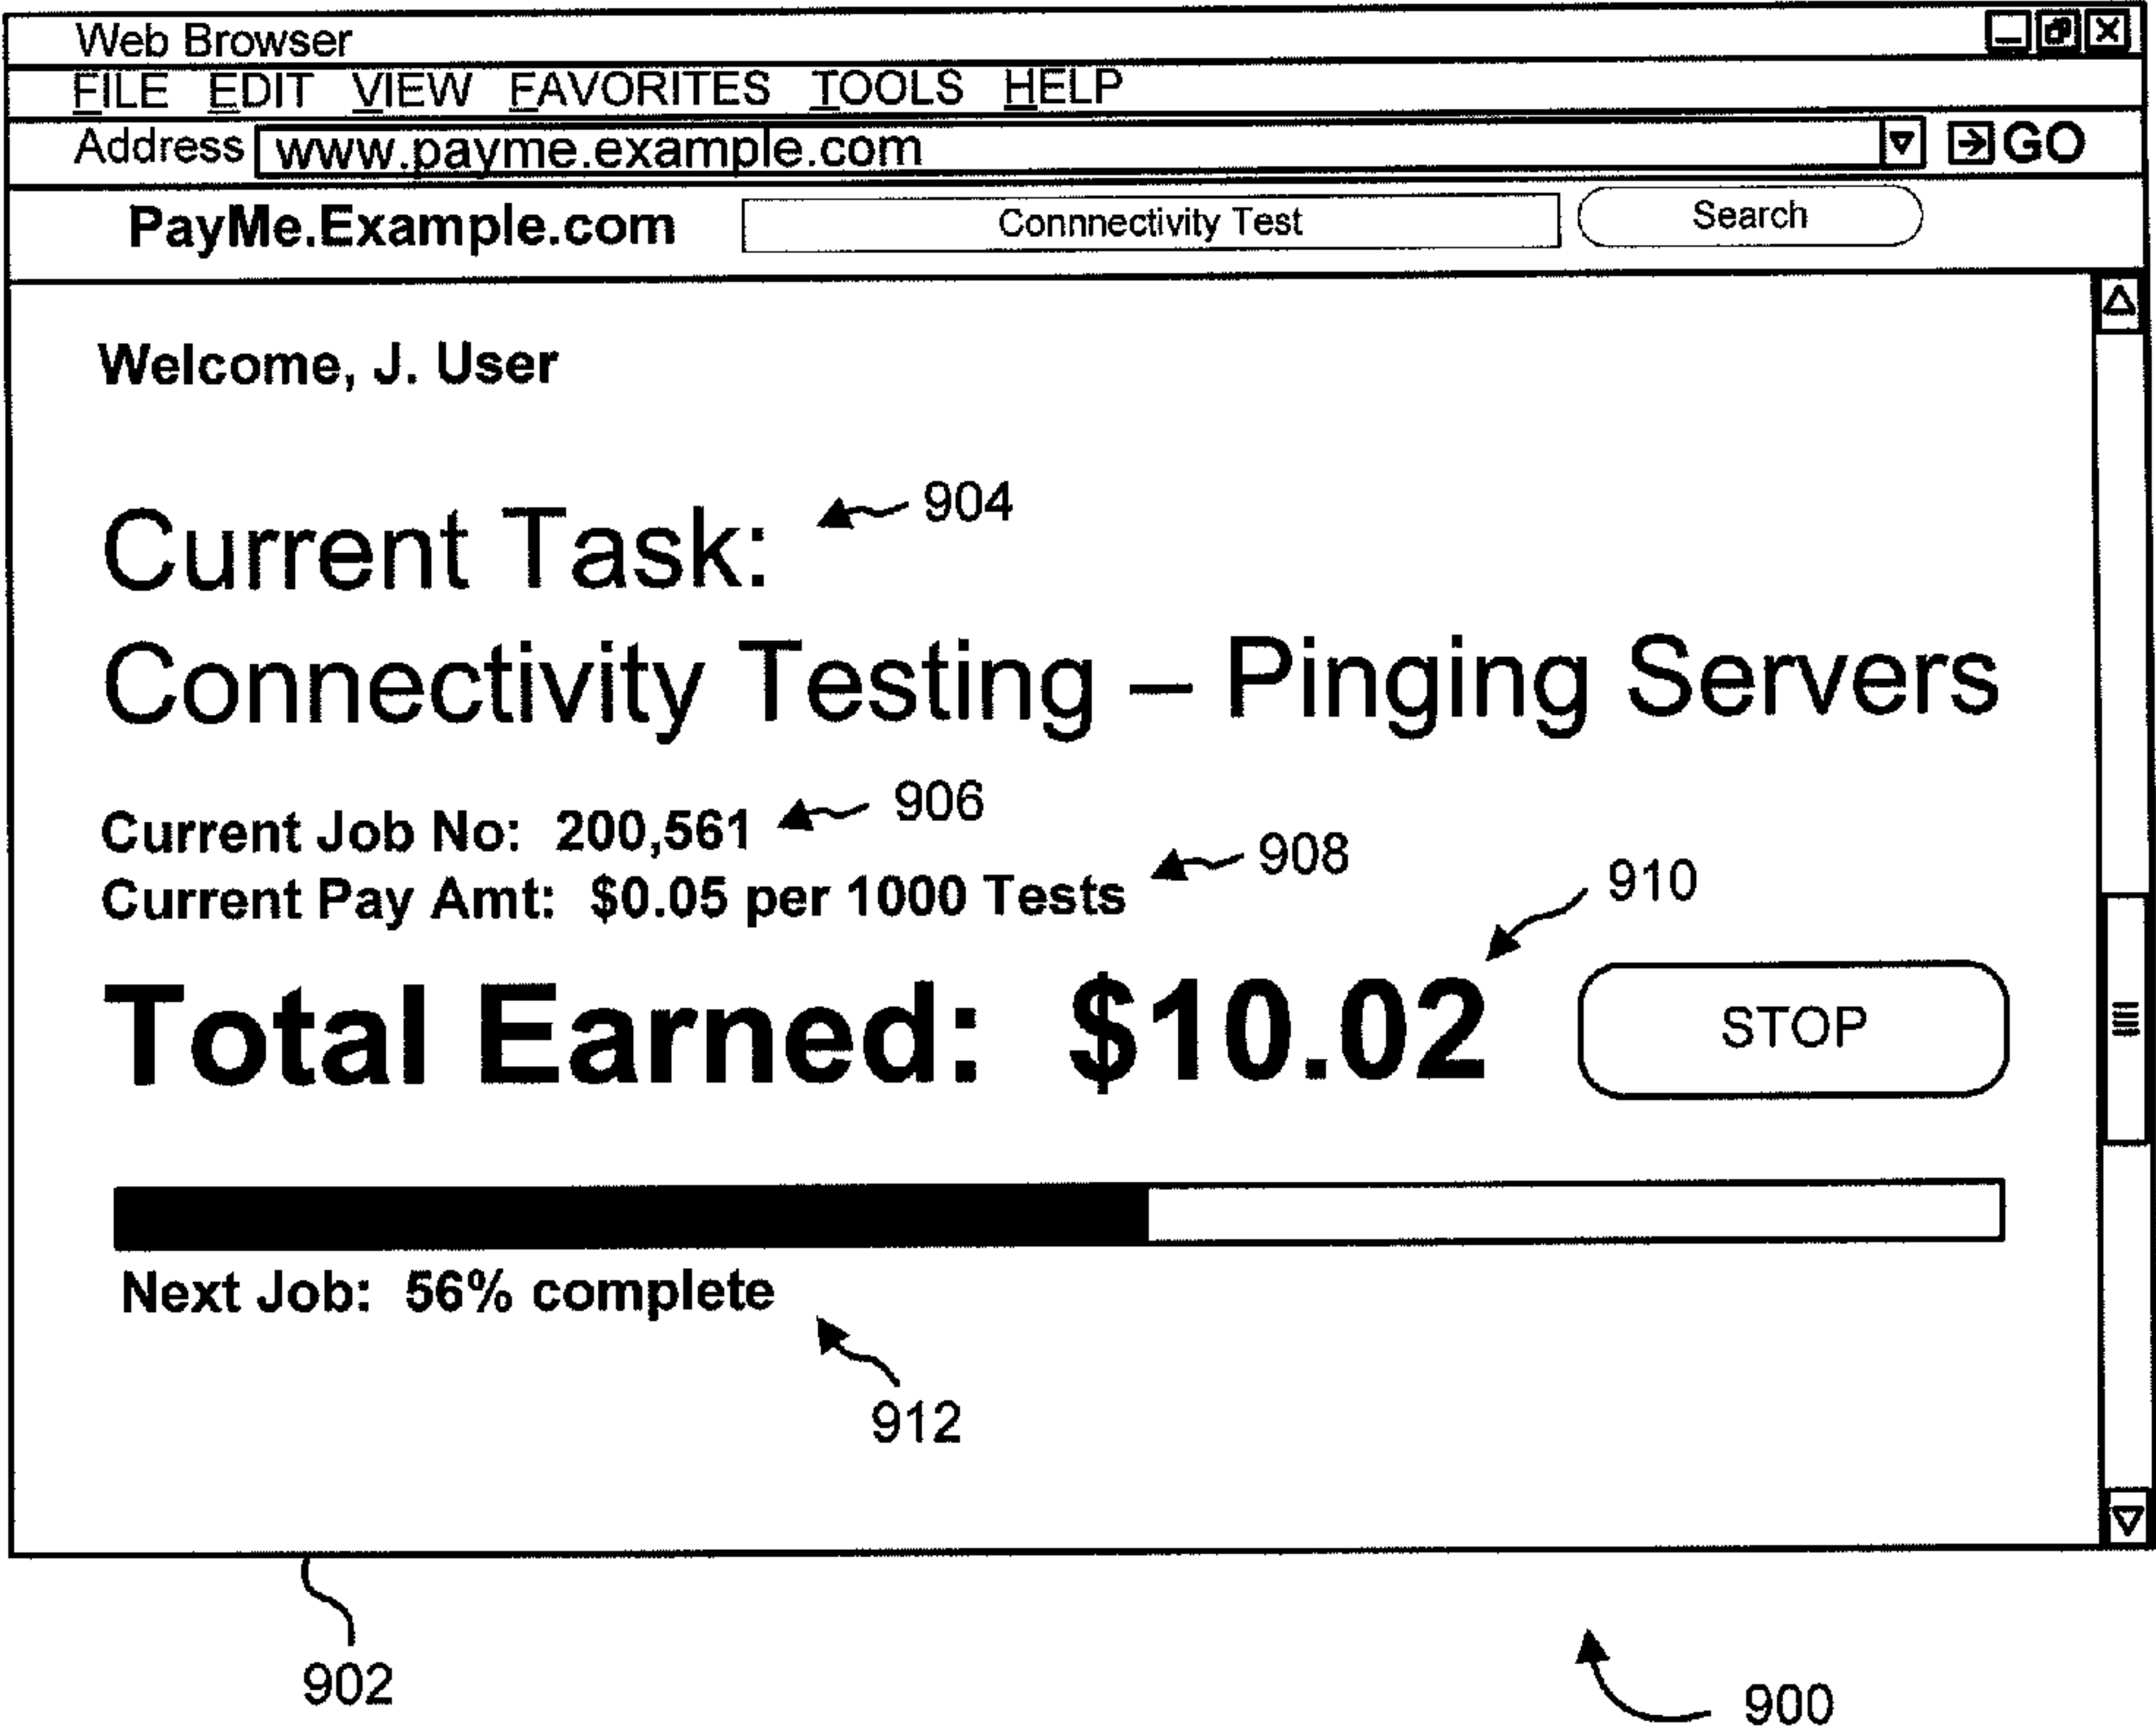 Web Browser
FILE EDIT VIEW FAVORITES TOOLS HELP
Address www.payme.example.com GO
PayMe.Example.com Connnectivity Test Search
Welcome, J. User
Current Task: 904
Connectivity Testing – Pinging Servers
Current Job No: 200,561 906
Current Pay Amt: $0.05 per 1000 Tests 908
910
Total Earned: $10.02 STOP
Next Job: 56% complete
912
902
900